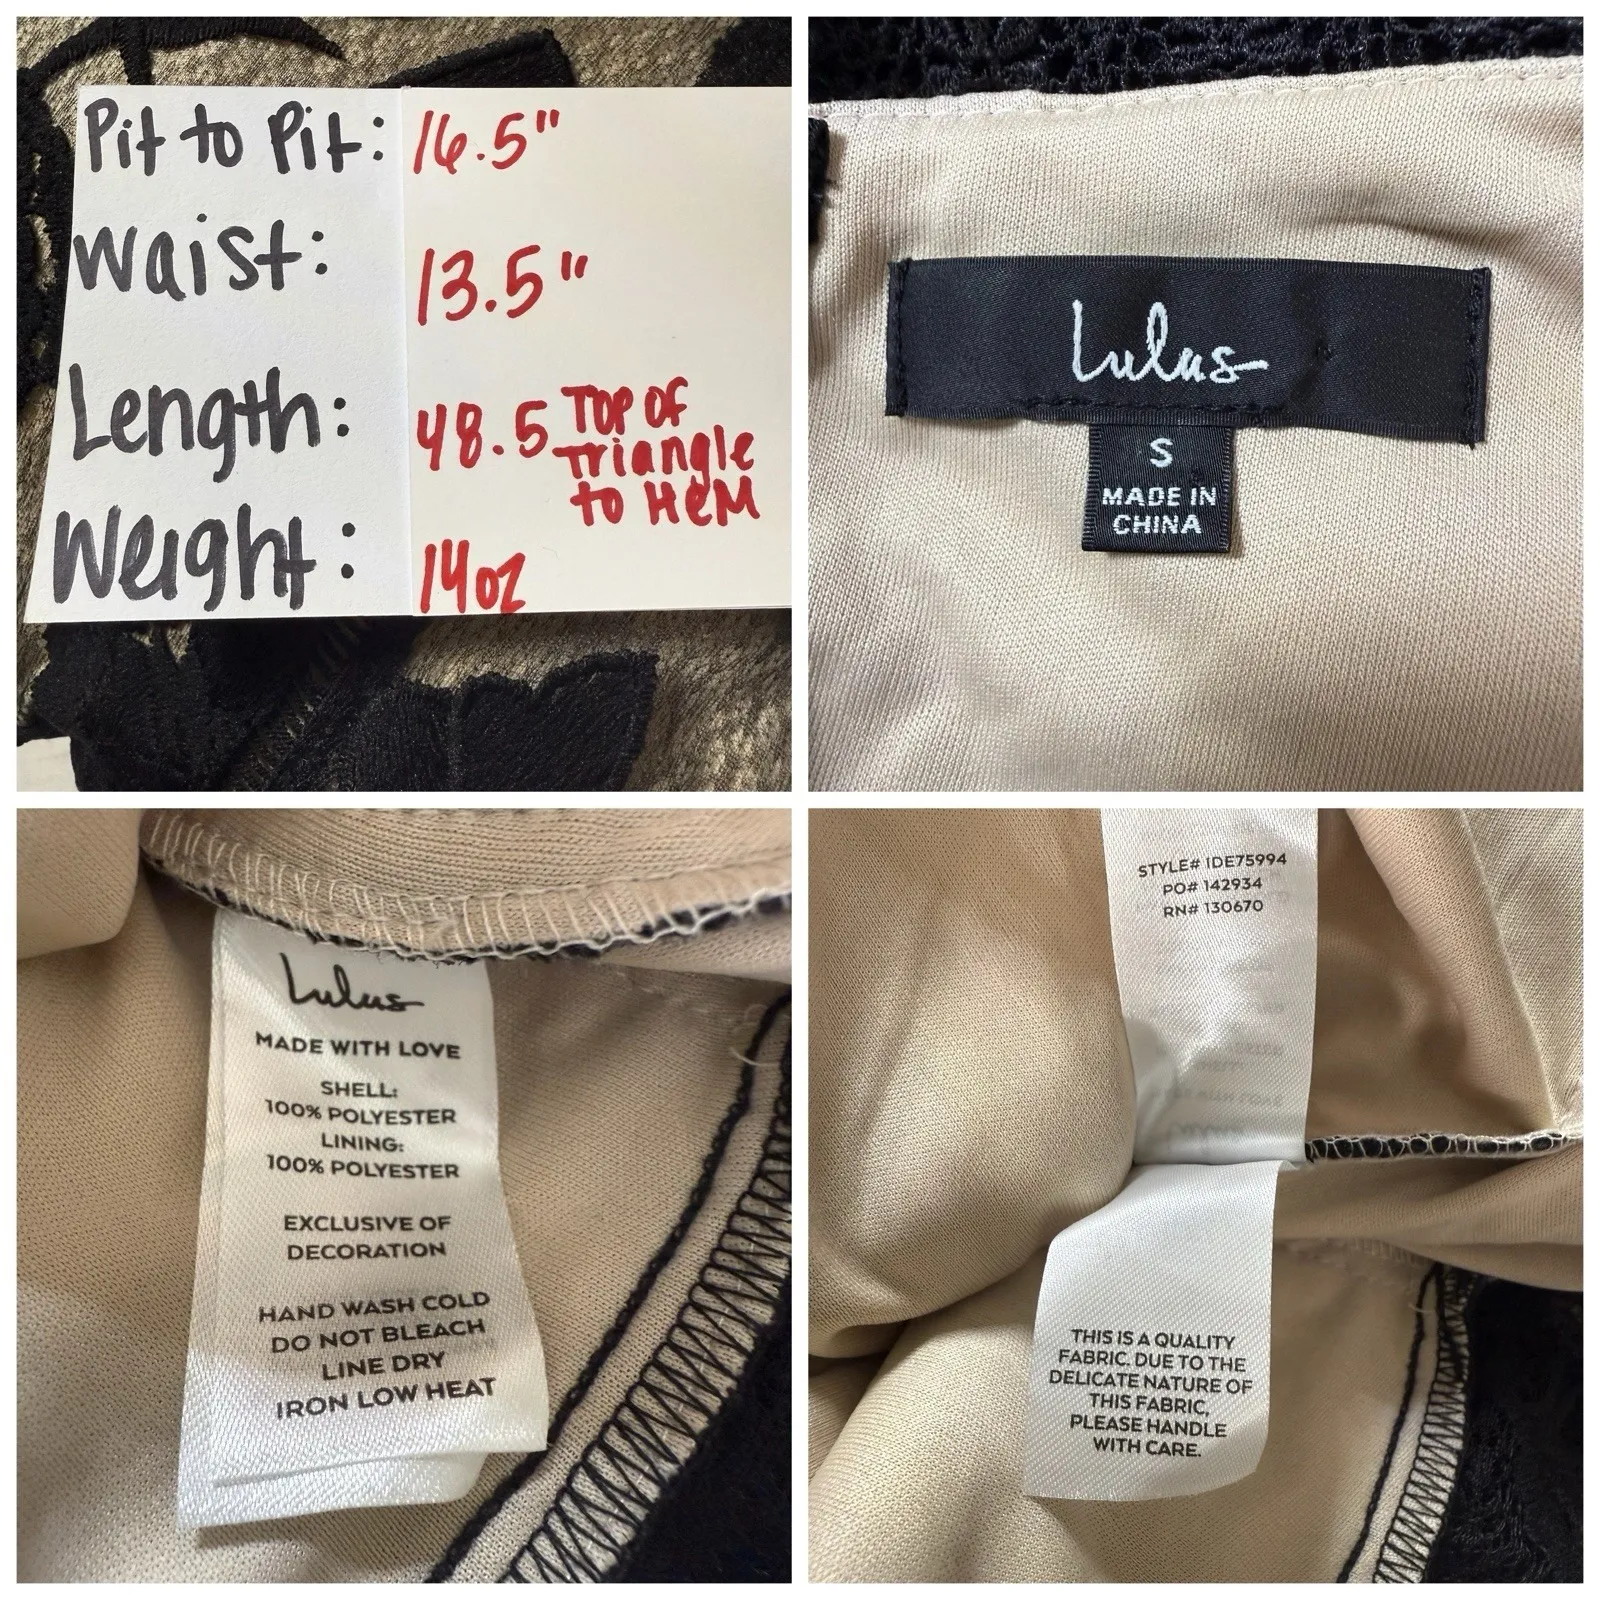 Pit to Pit: 16.5"
Waist: 13.5"
Length: 48.5 TOP OF
Triangle
to HeM
Weight: 14oz
Lulus
S
MADE IN
CHINA
Lulus
MADE WITH LOVE
SHELL:
100% POLYESTER
LINING:
100% POLYESTER
EXCLUSIVE OF
DECORATION
HAND WASH COLD
DO NOT BLEACH
LINE DRY
IRON LOW HEAT
STYLE# IDE75994
PO# 142934
RN# 130670
THIS IS A QUALITY
FABRIC. DUE TO THE
DELICATE NATURE OF
THIS FABRIC,
PLEASE HANDLE
WITH CARE.